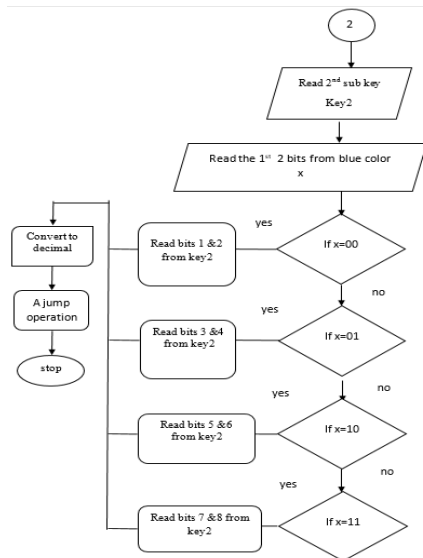 2
Read 2nd sub key
Key2
Read the 1st 2 bits from blue color
x
yes
If x=00
Read bits 1 &2
from key2
Convert to
decimal
no
A jump
operation
yes
If x=01
Read bits 3 &4
from key2
stop
yes
no
If x=10
Read bits 5 &6
from key2
no
yes
If x=11
Read bits 7 &8 from
key2